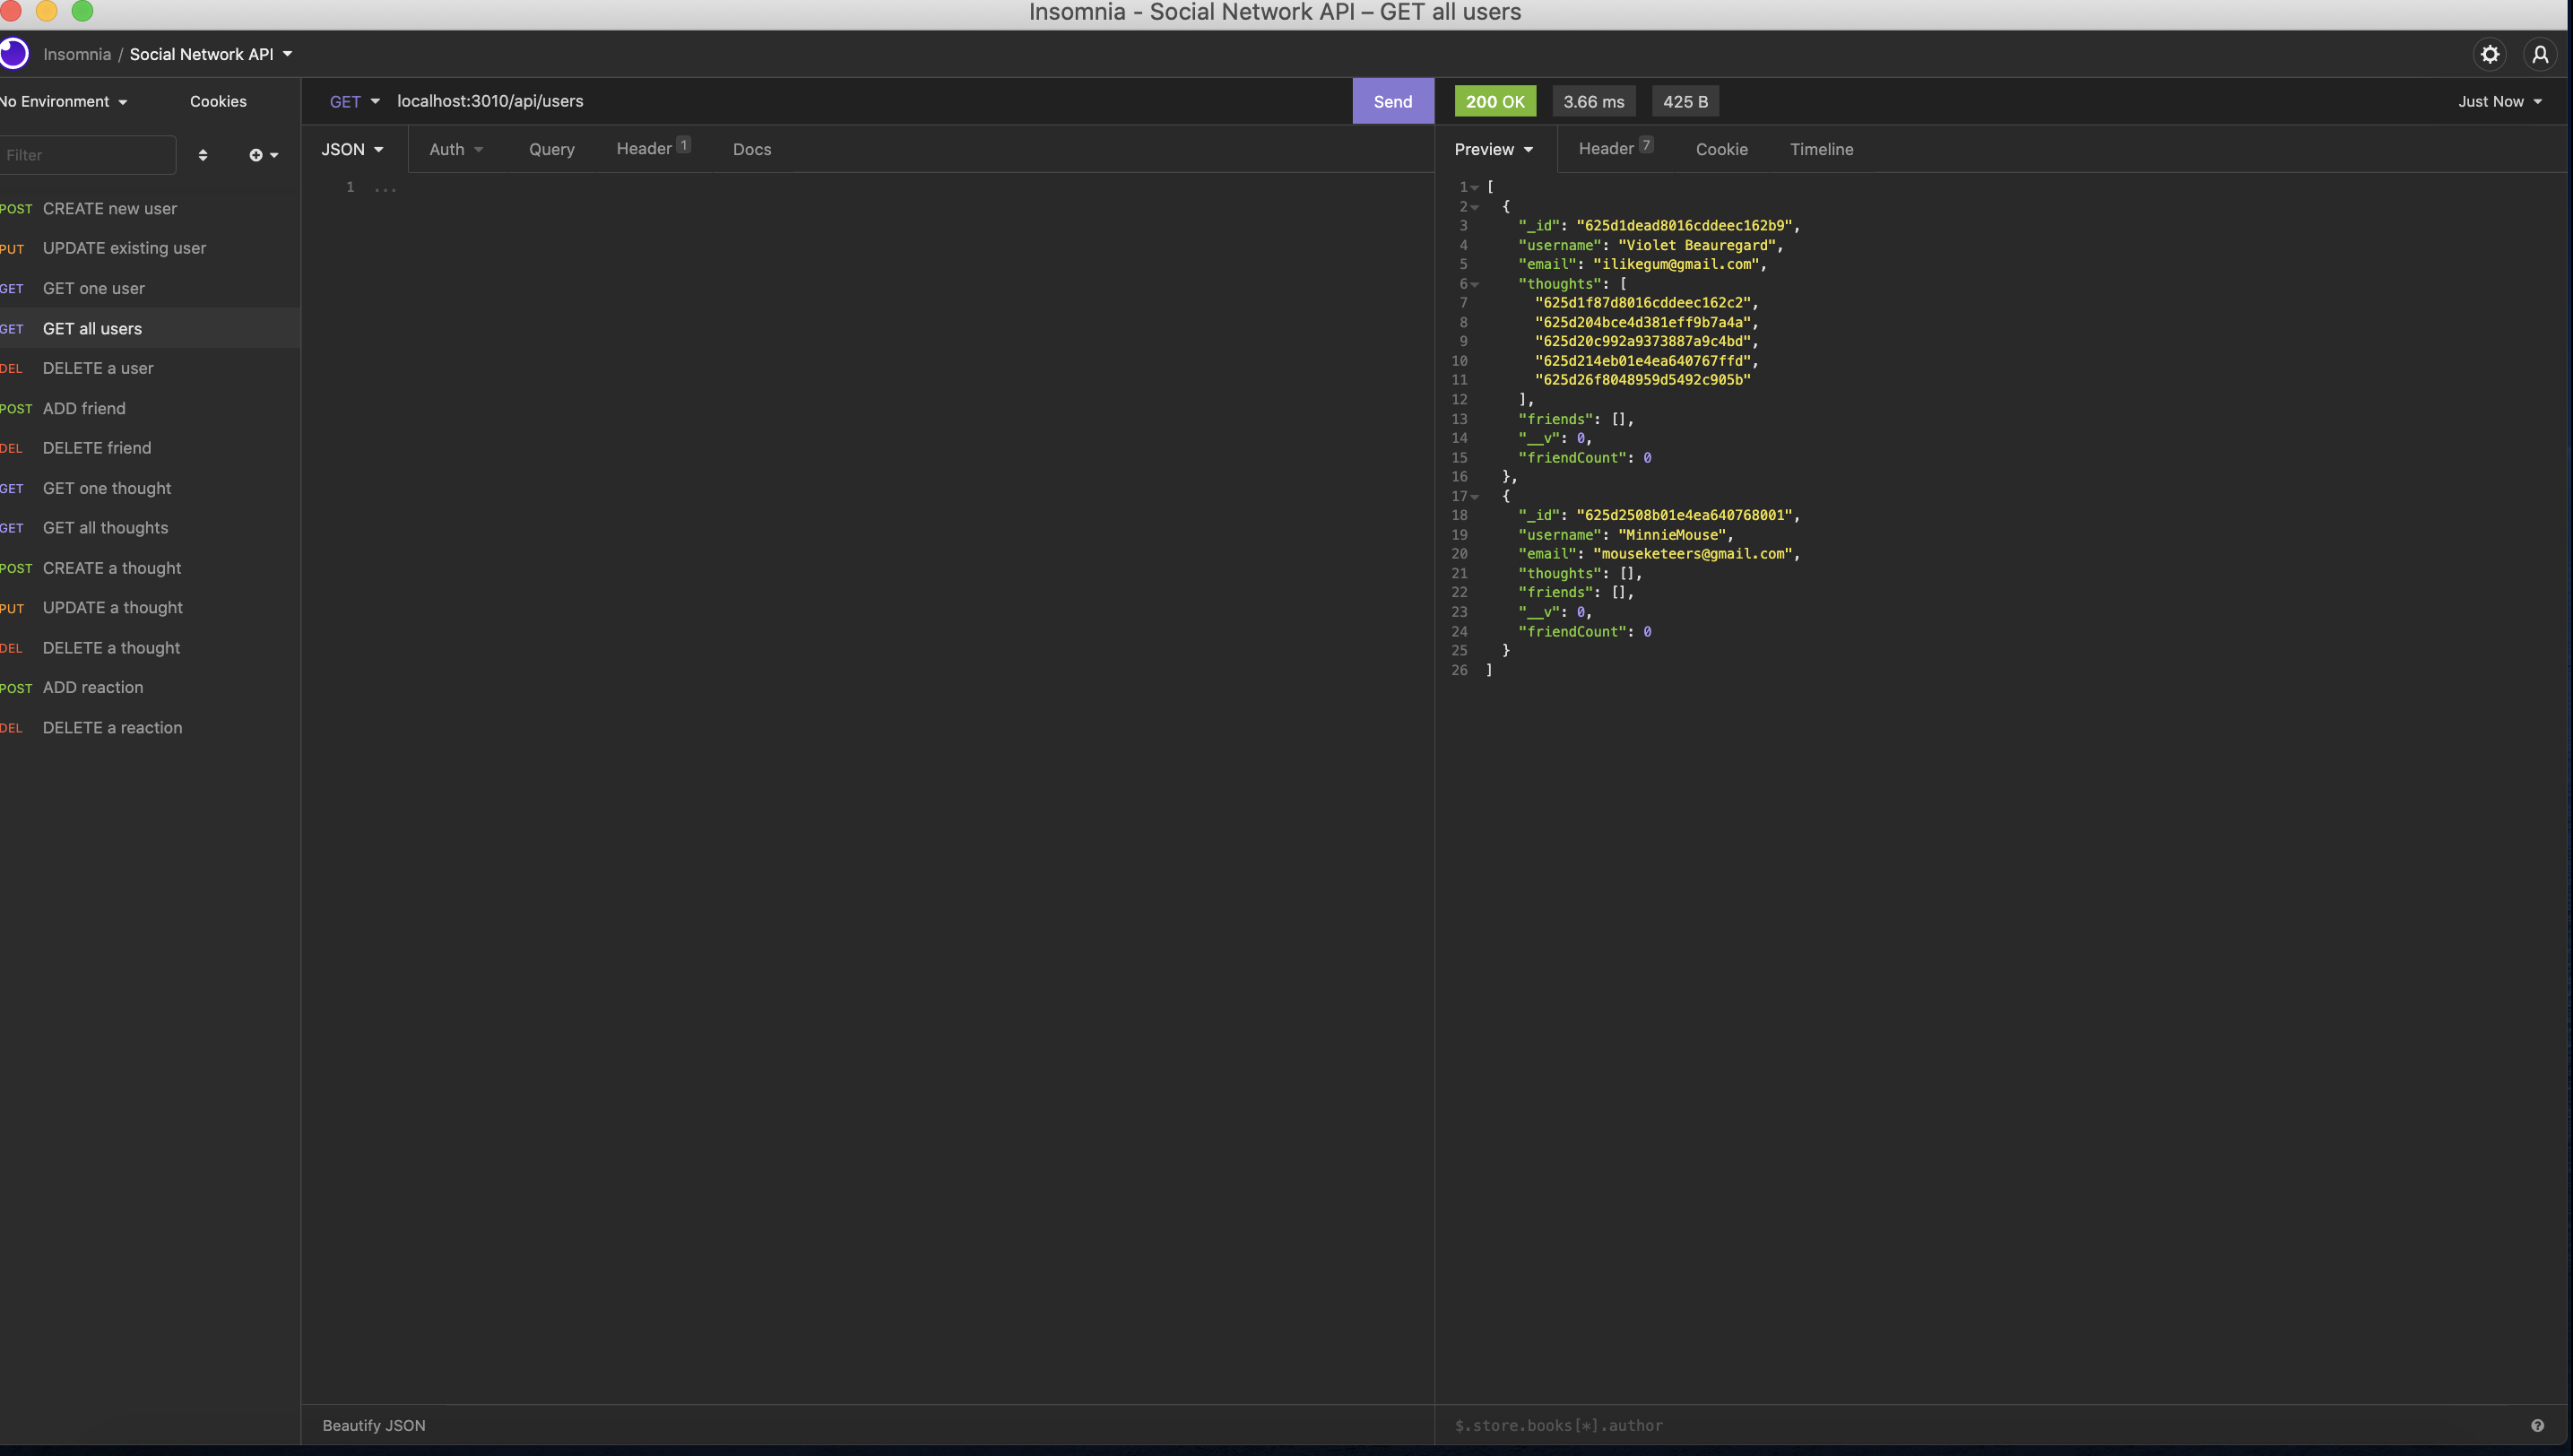 Insomnia - Social Network API – GET all users
Insomnia / Social Network API
No Environment Cookies
Filter
POST CREATE new user
PUT UPDATE existing user
GET GET one user
GET GET all users
DEL DELETE a user
POST ADD friend
DEL DELETE friend
GET GET one thought
GET GET all thoughts
POST CREATE a thought
PUT UPDATE a thought
DEL DELETE a thought
POST ADD reaction
DEL DELETE a reaction
GET localhost:3010/api/users Send
JSON Auth Query Header 1 Docs
1 ...
Beautify JSON
200 OK 3.66 ms 425 B Just Now
Preview Header 7 Cookie Timeline
1 [
2 {
3 "_id": "625d1dead8016cddeec162b9",
4 "username": "Violet Beauregard",
5 "email": "ilikegum@gmail.com",
6 "thoughts": [
7 "625d1f87d8016cddeec162c2",
8 "625d204bce4d381eff9b7a4a",
9 "625d20c992a9373887a9c4bd",
10 "625d214eb01e4ea640767ffd",
11 "625d26f8048959d5492c905b"
12 ],
13 "friends": [],
14 "__v": 0,
15 "friendCount": 0
16 },
17 {
18 "_id": "625d2508b01e4ea640768001",
19 "username": "MinnieMouse",
20 "email": "mouseketeers@gmail.com",
21 "thoughts": [],
22 "friends": [],
23 "__v": 0,
24 "friendCount": 0
25 }
26 ]
$.store.books[*].author